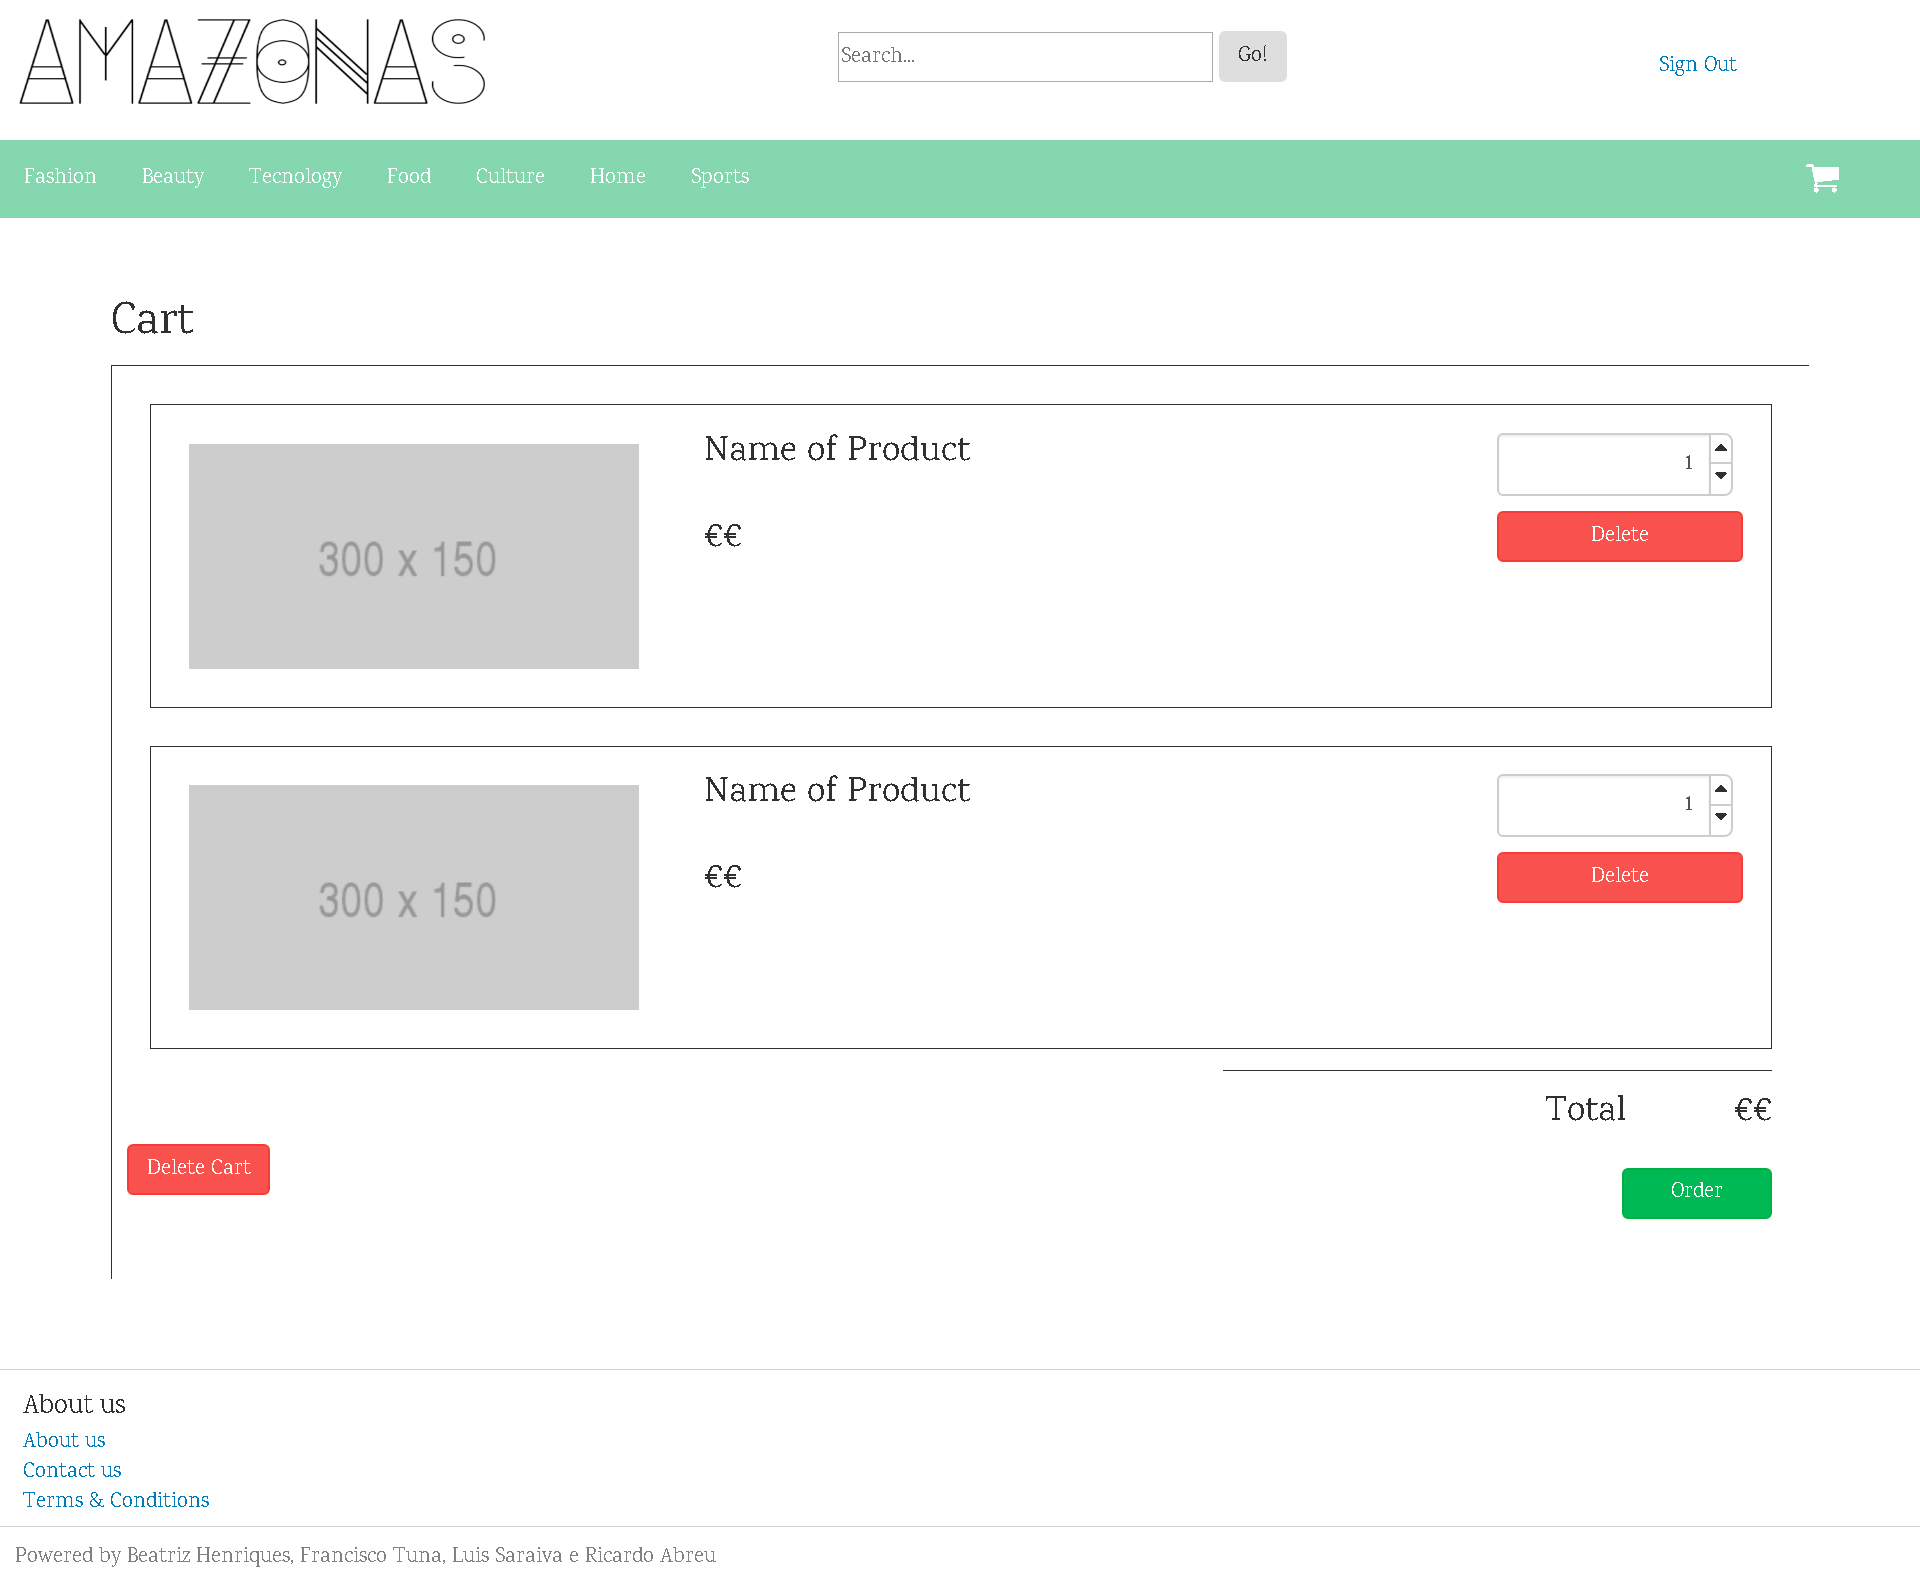 AMAZONAS
Search...
Go!
Sign Out
Fashion Beauty Tecnology Food Culture Home Sports
Cart
300 x 150
Name of Product
1
€€
Delete
300 x 150
Name of Product
1
€€
Delete
Total €€
Delete Cart
Order
About us
About us
Contact us
Terms & Conditions
Powered by Beatriz Henriques, Francisco Tuna, Luis Saraiva e Ricardo Abreu